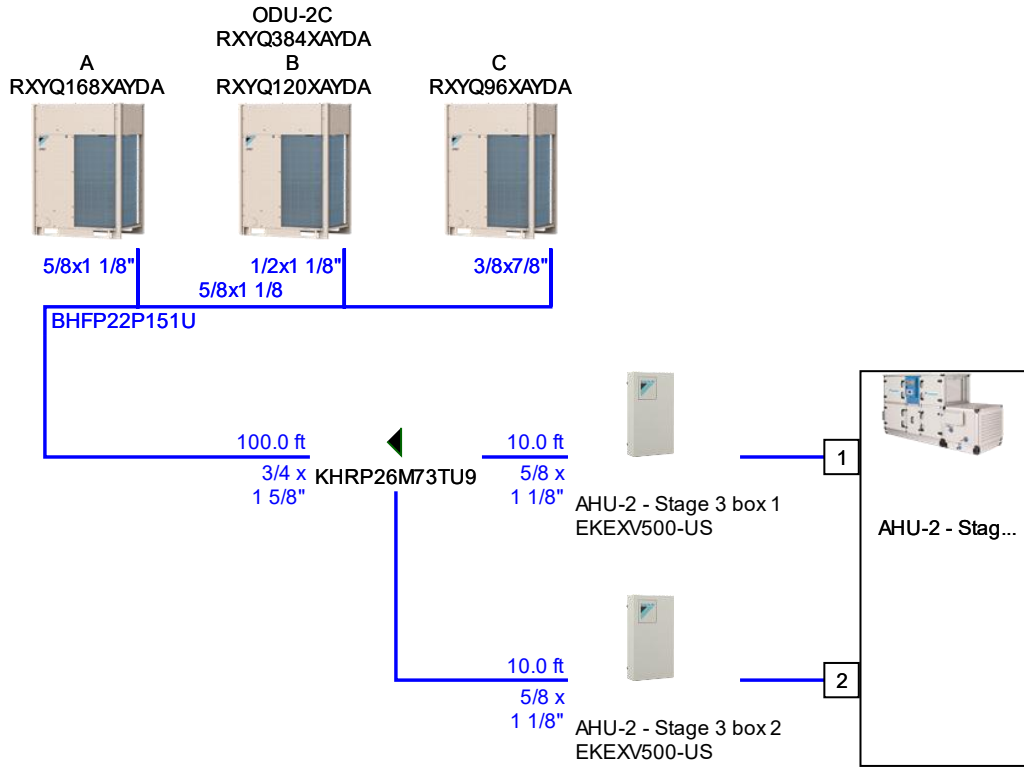 ODU-2C
RXYQ384XAYDA
A
B
C
RXYQ168XAYDA
RXYQ120XAYDA
RXYQ96XAYDA
5/8x1 1/8"
1/2x1 1/8"
3/8x7/8"
5/8x1 1/8
BHFP22P151U
100.0 ft
3/4 x
1 5/8"
KHRP26M73TU9
10.0 ft
5/8 x
1 1/8"
AHU-2 - Stage 3 box 1
EKEXV500-US
1
AHU-2 - Stag...
10.0 ft
5/8 x
1 1/8"
AHU-2 - Stage 3 box 2
EKEXV500-US
2